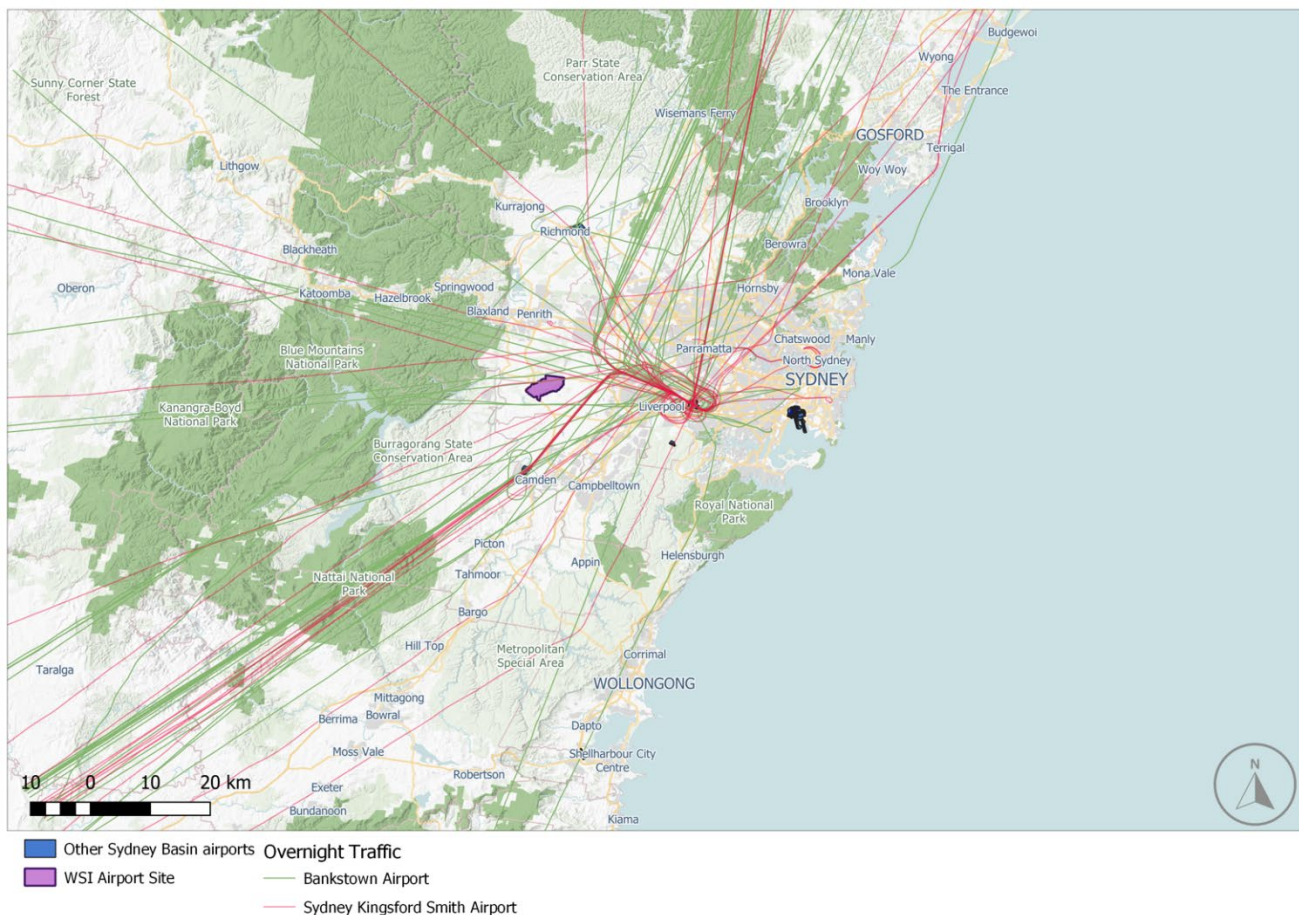 Budgewoi
Sunny Corner State
Forest
Parr State
Conservation Area
Wyong
The Entrance
Wisemans Ferry
GOSFORD
Terrigal
Lithgow
Woy Woy
Kurrajong
Brooklyn
Richmond
Blackheath
Berowra
Mona Vale
Oberon
Katoomba
Hazelbrook
Springwood
Hornsby
Blaxland
Penrith
Chatswood
Manly
Blue Mountains
National Park
Parramatta
North Sydney
SYDNEY
Kanangra-Boyd
National Park
Liverpool
Burragorang State
Conservation Area
Camden
Campbelltown
Royal National
Park
Picton
Appin
Helensburgh
Nattai National
Park
Tahmoor
Bargo
Taralga
Hill Top
Metropolitan
Special Area
Corrimal
WOLLONGONG
Mittagong
Berrima
Bowral
Dapto
Moss Vale
Shellharbour City
Centre
Robertson
Exeter
Bundanoon
Kiama
10 0 10 20 km
N
Other Sydney Basin airports
WSI Airport Site
Overnight Traffic
Bankstown Airport
Sydney Kingsford Smith Airport